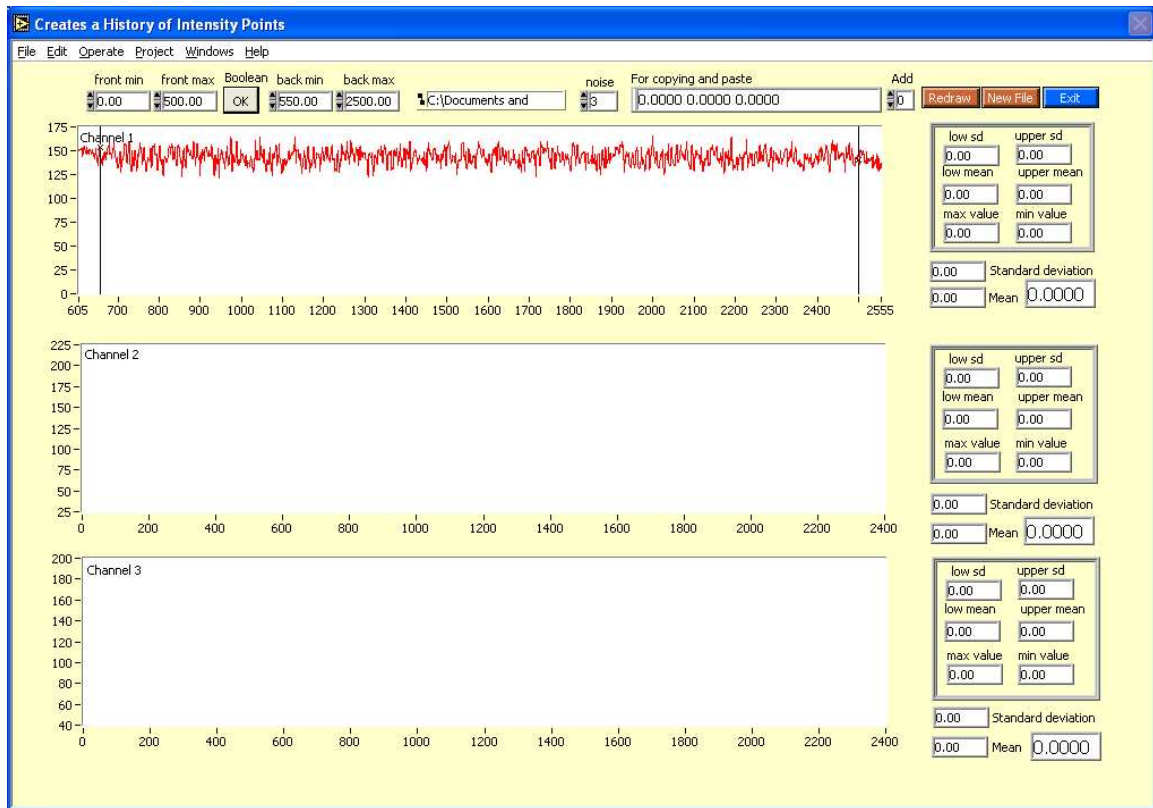 Creates a History of Intensity Points
File Edit Operate Project Windows Help
front min front max Boolean back min back max noise For copying and paste Add
0.00 500.00 OK 550.00 2500.00 C:\Documents and 3 0.0000 0.0000 0.0000 0 Redraw New File Exit
Channel 1
175
150
125
100
75
50
25
0
605 700 800 900 1000 1100 1200 1300 1400 1500 1600 1700 1800 1900 2000 2100 2200 2300 2400 2555
low sd upper sd
0.00 0.00
low mean upper mean
0.00 0.00
max value min value
0.00 0.00
0.00 Standard deviation
0.00 Mean 0.0000
Channel 2
225
200
175
150
125
100
75
50
25
0 200 400 600 800 1000 1200 1400 1600 1800 2000 2200 2400
low sd upper sd
0.00 0.00
low mean upper mean
0.00 0.00
max value min value
0.00 0.00
0.00 Standard deviation
0.00 Mean 0.0000
Channel 3
200
180
160
140
120
100
80
60
40
0 200 400 600 800 1000 1200 1400 1600 1800 2000 2200 2400
low sd upper sd
0.00 0.00
low mean upper mean
0.00 0.00
max value min value
0.00 0.00
0.00 Standard deviation
0.00 Mean 0.0000